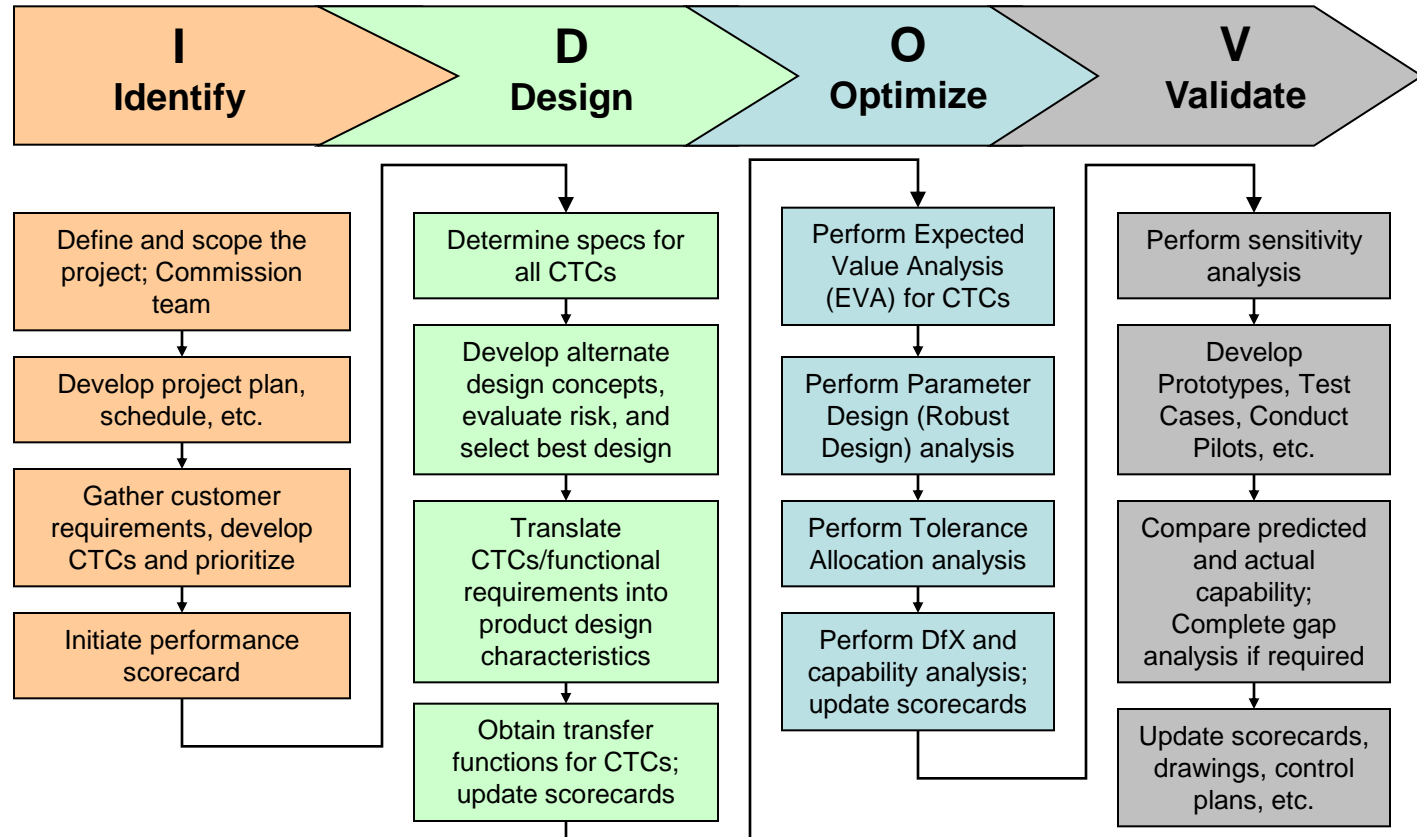 I
Identify
D
Design
O
Optimize
V
Validate
Define and scope the
project; Commission
team
Develop project plan,
schedule, etc.
Gather customer
requirements, develop
CTCs and prioritize
Initiate performance
scorecard
Determine specs for
all CTCs
Develop alternate
design concepts,
evaluate risk, and
select best design
Translate
CTCs/functional
requirements into
product design
characteristics
Obtain transfer
functions for CTCs;
update scorecards
Perform Expected
Value Analysis
(EVA) for CTCs
Perform Parameter
Design (Robust
Design) analysis
Perform Tolerance
Allocation analysis
Perform DfX and
capability analysis;
update scorecards
Perform sensitivity
analysis
Develop
Prototypes, Test
Cases, Conduct
Pilots, etc.
Compare predicted
and actual
capability;
Complete gap
analysis if required
Update scorecards,
drawings, control
plans, etc.